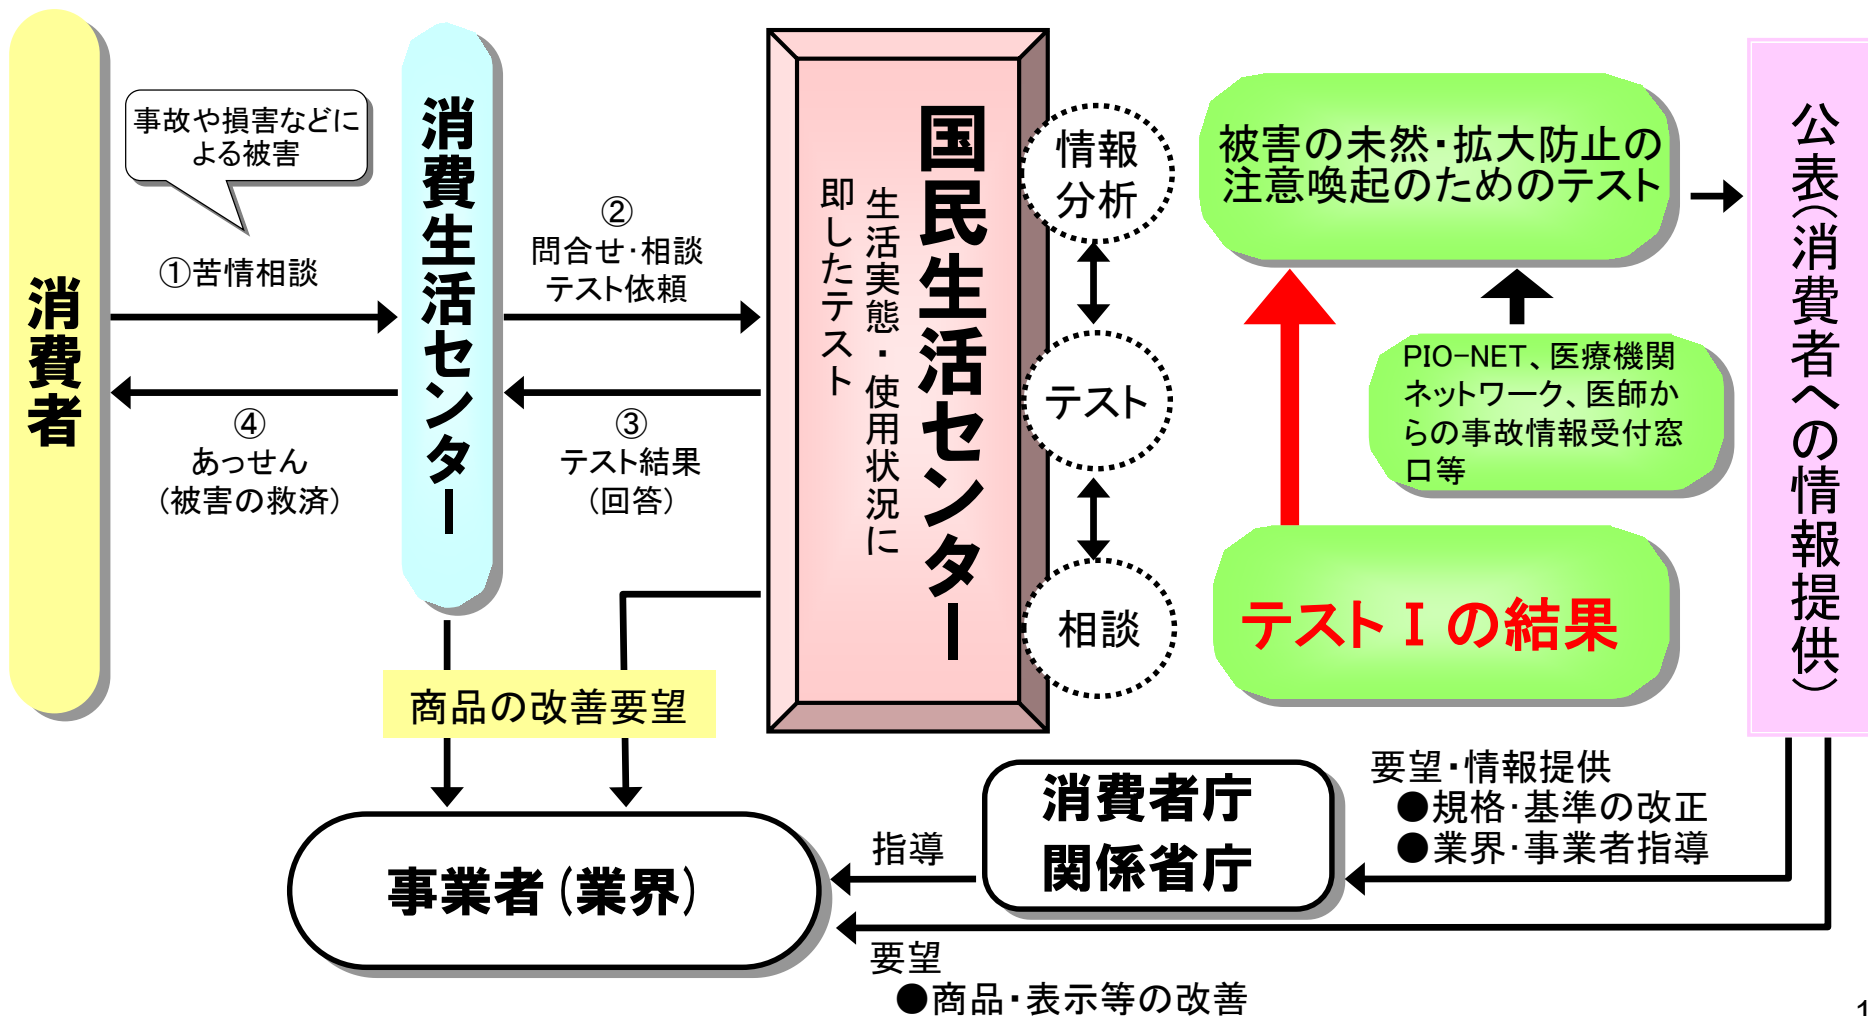 消費者
事故や損害などに
よる被害
①苦情相談
④
あっせん
(被害の救済)
消費生活センター
②
問合せ・相談
テスト依頼
③
テスト結果
(回答)
国民生活センター
生活実態・使用状況に
即したテスト
情報
分析
テスト
相談
被害の未然・拡大防止の
注意喚起のためのテスト
PIO-NET、医療機関
ネットワーク、医師か
らの事故情報受付窓
口等
テストⅠの結果
公表(消費者への情報提供)
商品の改善要望
事業者(業界)
指導
消費者庁
関係省庁
要望・情報提供
●規格・基準の改正
●業界・事業者指導
要望
●商品・表示等の改善
1